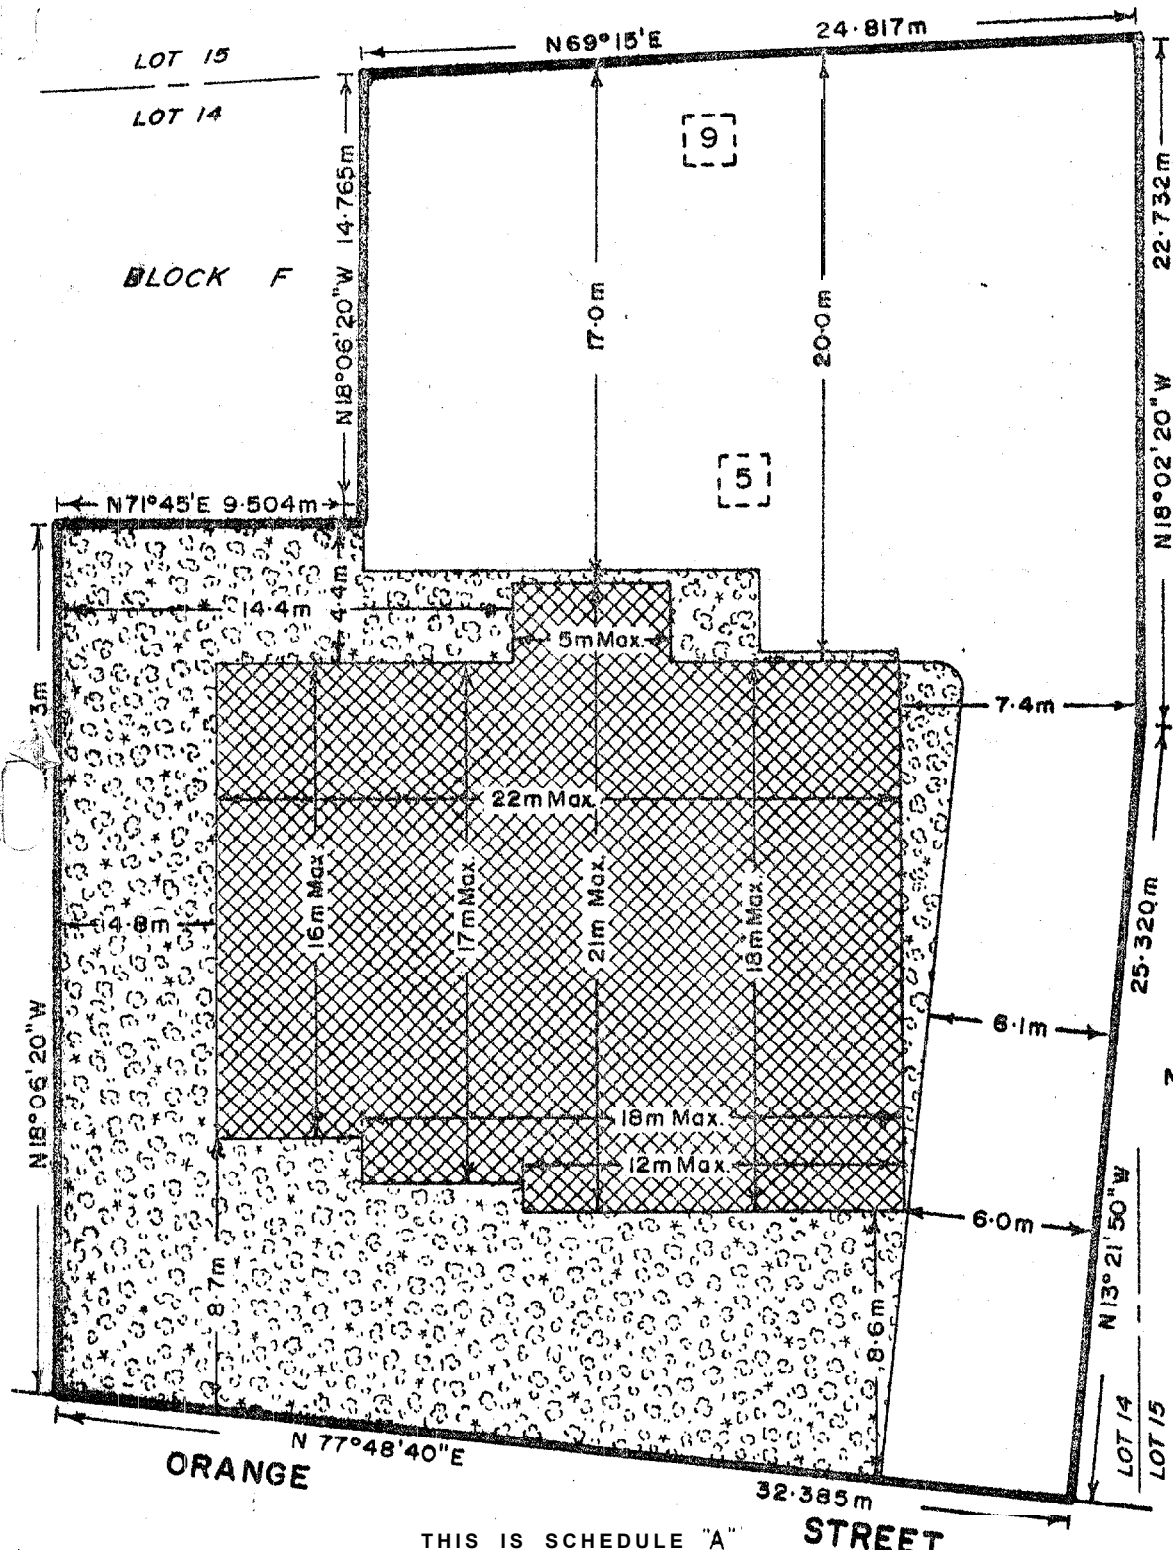 N69°15'E 24.817m
LOT 15
LOT 14
9
N18°06'20"W 14.765m
22.732m
BLOCK F
17.0m
20.0m
N18°02'20"W
5
N71°45'E 9.504m
4.4m
14.4m
5m Max.
7.4m
3m
22m Max.
16m Max.
17m Max.
21m Max.
18m Max.
4.8m
25.320m
6.1m
N18°06'20"W
18m Max.
12m Max.
6.0m
N13°21'50"W
8.7m
8.6m
N 77°48'40"E
32.385m
LOT 14
LOT 15
ORANGE STREET
THIS IS SCHEDULE "A"